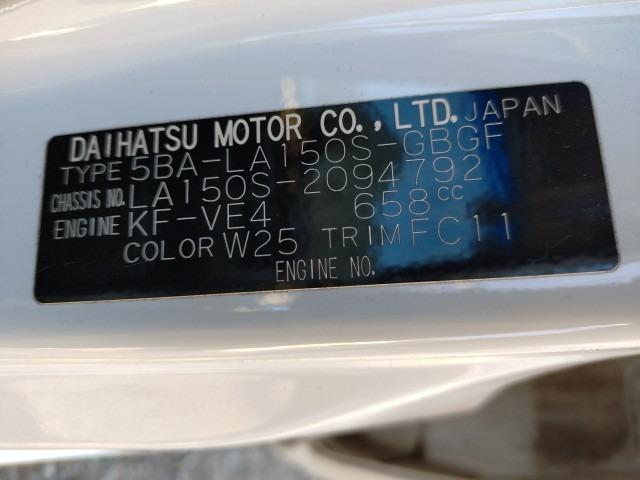 DAIHATSU MOTOR CO., LTD. JAPAN
TYPE 5BA-LA150S-GBGF
CHASSIS NO. LA150S-2094792
ENGINE KF-VE4 658cc
COLOR W25 TRIM FC11
ENGINE NO.